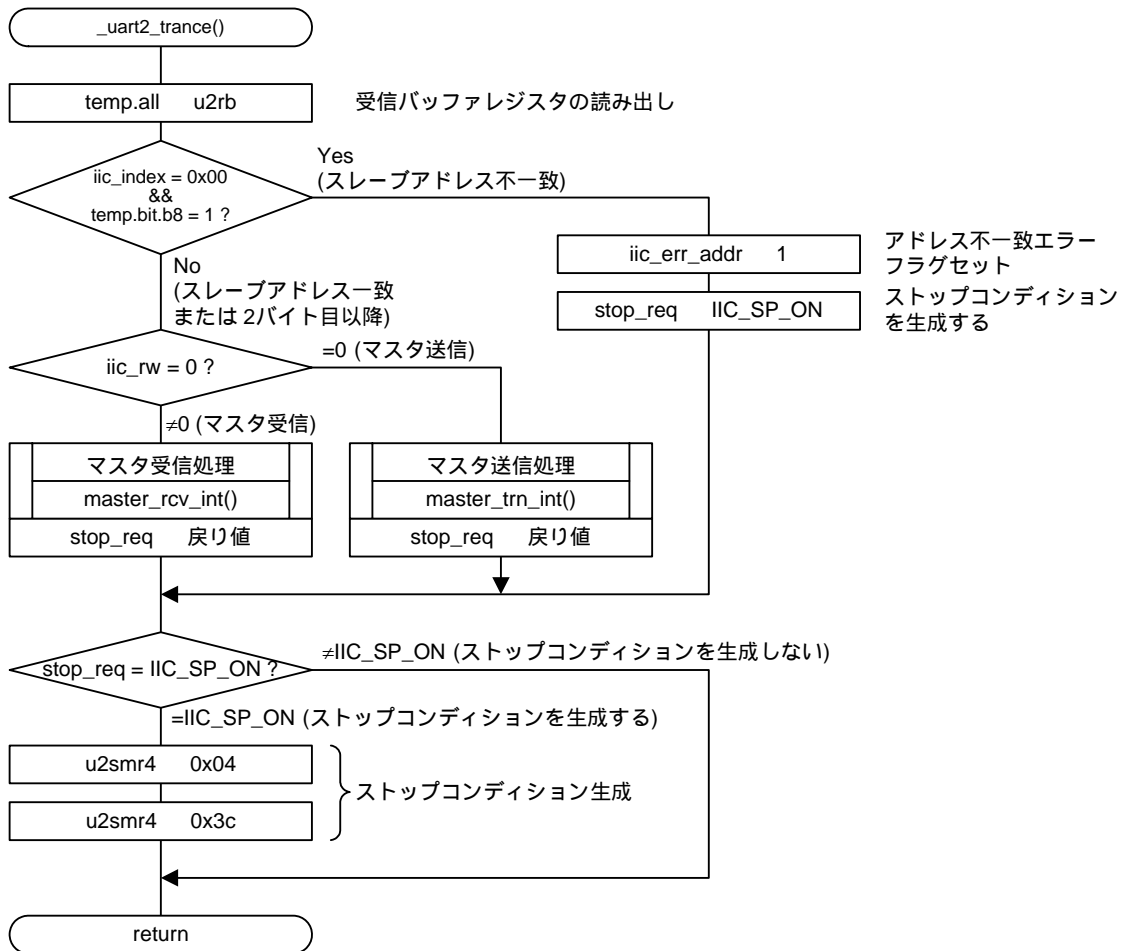 _uart2_trance()
temp.all u2rb
受信バッファレジスタの読み出し
iic_index = 0x00
&&
temp.bit.b8 = 1 ?
Yes
(スレーブアドレス不一致)
iic_err_addr 1
アドレス不一致エラー
フラグセット
stop_req IIC_SP_ON
ストップコンディション
を生成する
No
(スレーブアドレス一致
または 2バイト目以降)
iic_rw = 0 ?
=0 (マスタ送信)
≠0 (マスタ受信)
マスタ受信処理
master_rcv_int()
stop_req 戻り値
マスタ送信処理
master_trn_int()
stop_req 戻り値
stop_req = IIC_SP_ON ?
≠IIC_SP_ON (ストップコンディションを生成しない)
=IIC_SP_ON (ストップコンディションを生成する)
u2smr4 0x04
u2smr4 0x3c
ストップコンディション生成
return